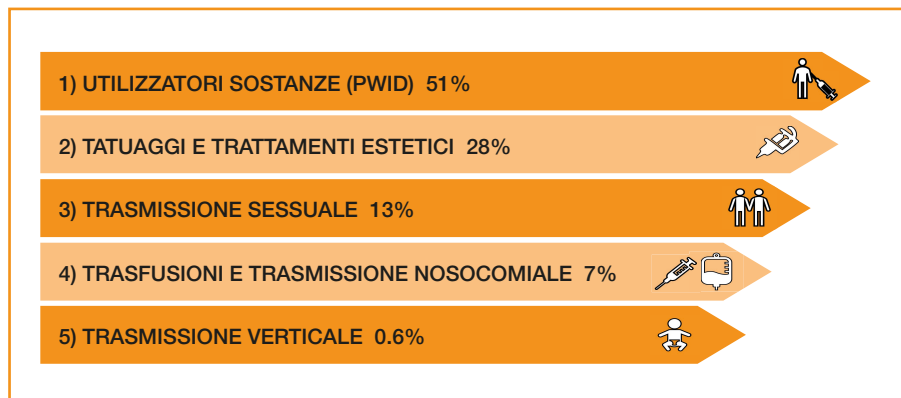 1) UTILIZZATORI SOSTANZE (PWID) 51%
2) TATUAGGI E TRATTAMENTI ESTETICI 28%
3) TRASMISSIONE SESSUALE 13%
4) TRASFUSIONI E TRASMISSIONE NOSOCOMIALE 7%
5) TRASMISSIONE VERTICALE 0.6%